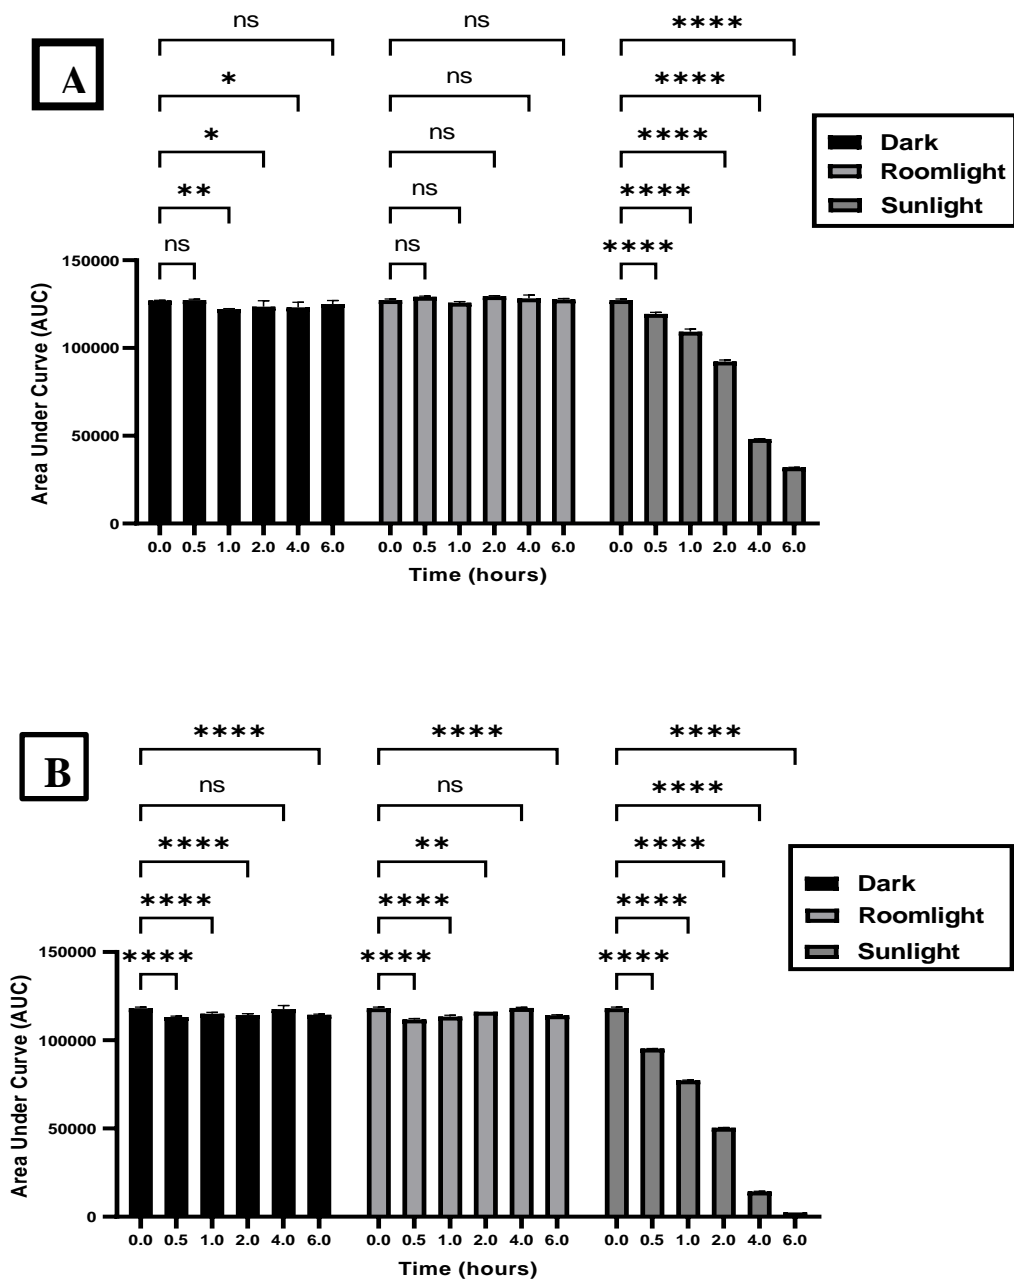 ns ns ****
A
* ns ****
* ns ****
** ns ****
ns ns ****
Dark
Roomlight
Sunlight
150000
100000
50000
0
Area Under Curve (AUC)
0.0 0.5 1.0 2.0 4.0 6.0 0.0 0.5 1.0 2.0 4.0 6.0 0.0 0.5 1.0 2.0 4.0 6.0
Time (hours)
**** **** ****
B
ns ns ****
**** ** ****
**** **** ****
**** **** ****
Dark
Roomlight
Sunlight
150000
100000
50000
0
Area Under Curve (AUC)
0.0 0.5 1.0 2.0 4.0 6.0 0.0 0.5 1.0 2.0 4.0 6.0 0.0 0.5 1.0 2.0 4.0 6.0
Time (hours)